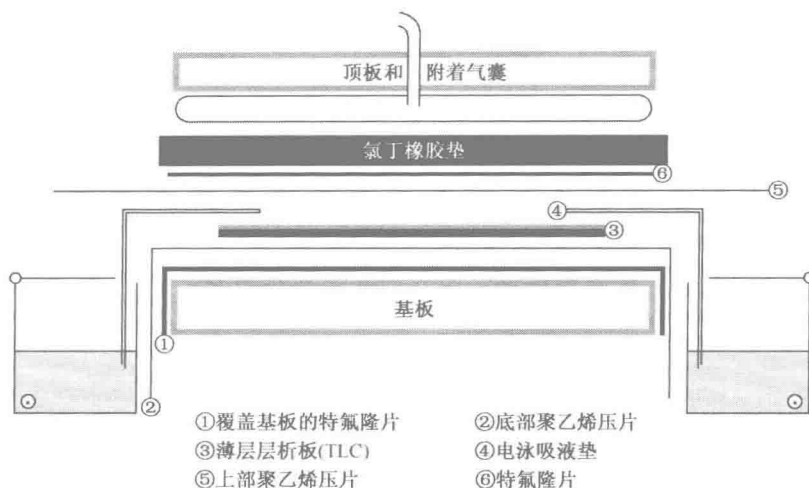 顶板和 附着气囊
氯丁橡胶垫
⑥
⑤
④
③
基板
①
②
①覆盖基板的特氟隆片 ②底部聚乙烯压片
③薄层层析板(TLC) ④电泳吸液垫
⑤上部聚乙烯压片 ⑥特氟隆片